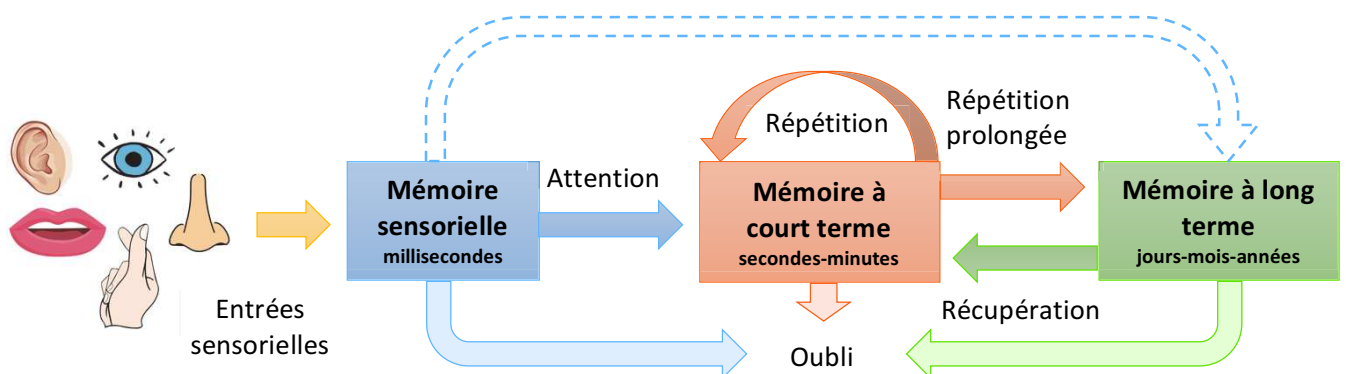 Répétition
Répétition
prolongée
Attention
Mémoire
sensorielle
millisecondes
Mémoire à
court terme
secondes-minutes
Mémoire à long
terme
jours-mois-années
Entrées
sensorielles
Récupération
Oubli